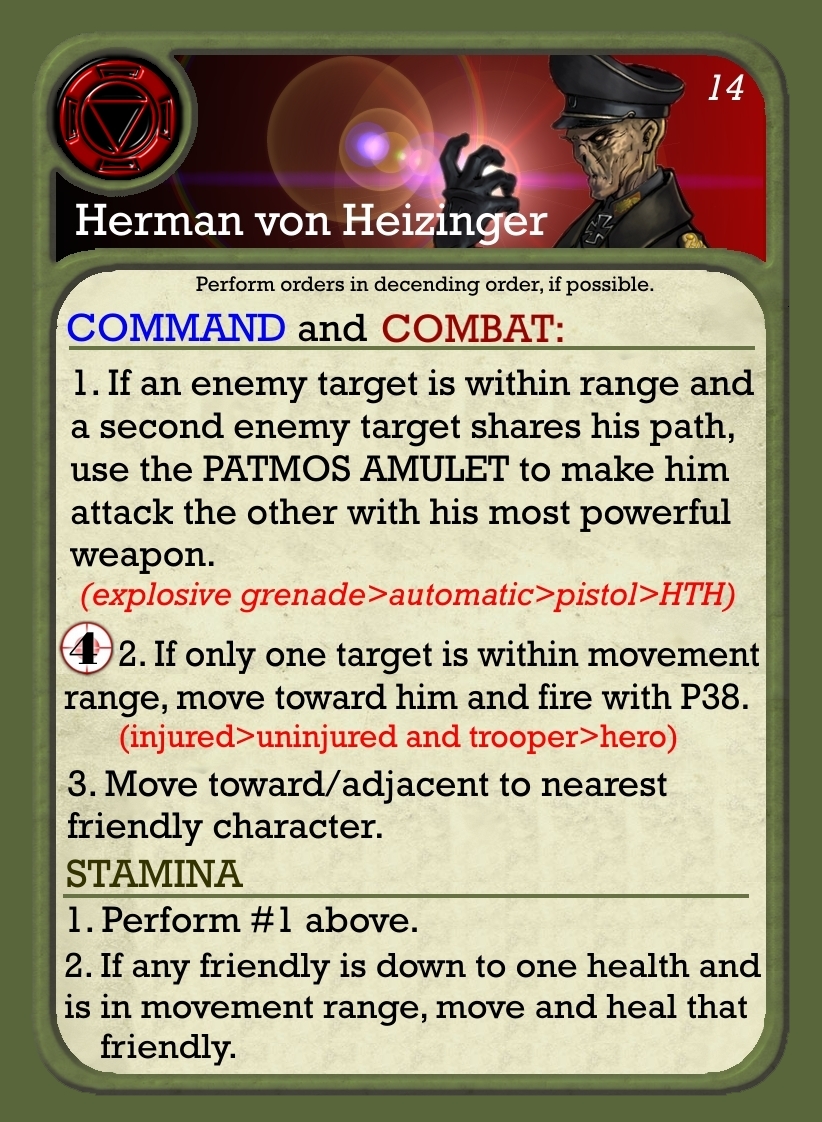 14
Herman von Heizinger
Perform orders in decending order, if possible.
COMMAND and COMBAT:
1. If an enemy target is within range and
a second enemy target shares his path,
use the PATMOS AMULET to make him
attack the other with his most powerful
weapon.
(explosive grenade>automatic>pistol>HTH)
4 2. If only one target is within movement
range, move toward him and fire with P38.
(injured>uninjured and trooper>hero)
3. Move toward/adjacent to nearest
friendly character.
STAMINA
1. Perform #1 above.
2. If any friendly is down to one health and
is in movement range, move and heal that
friendly.